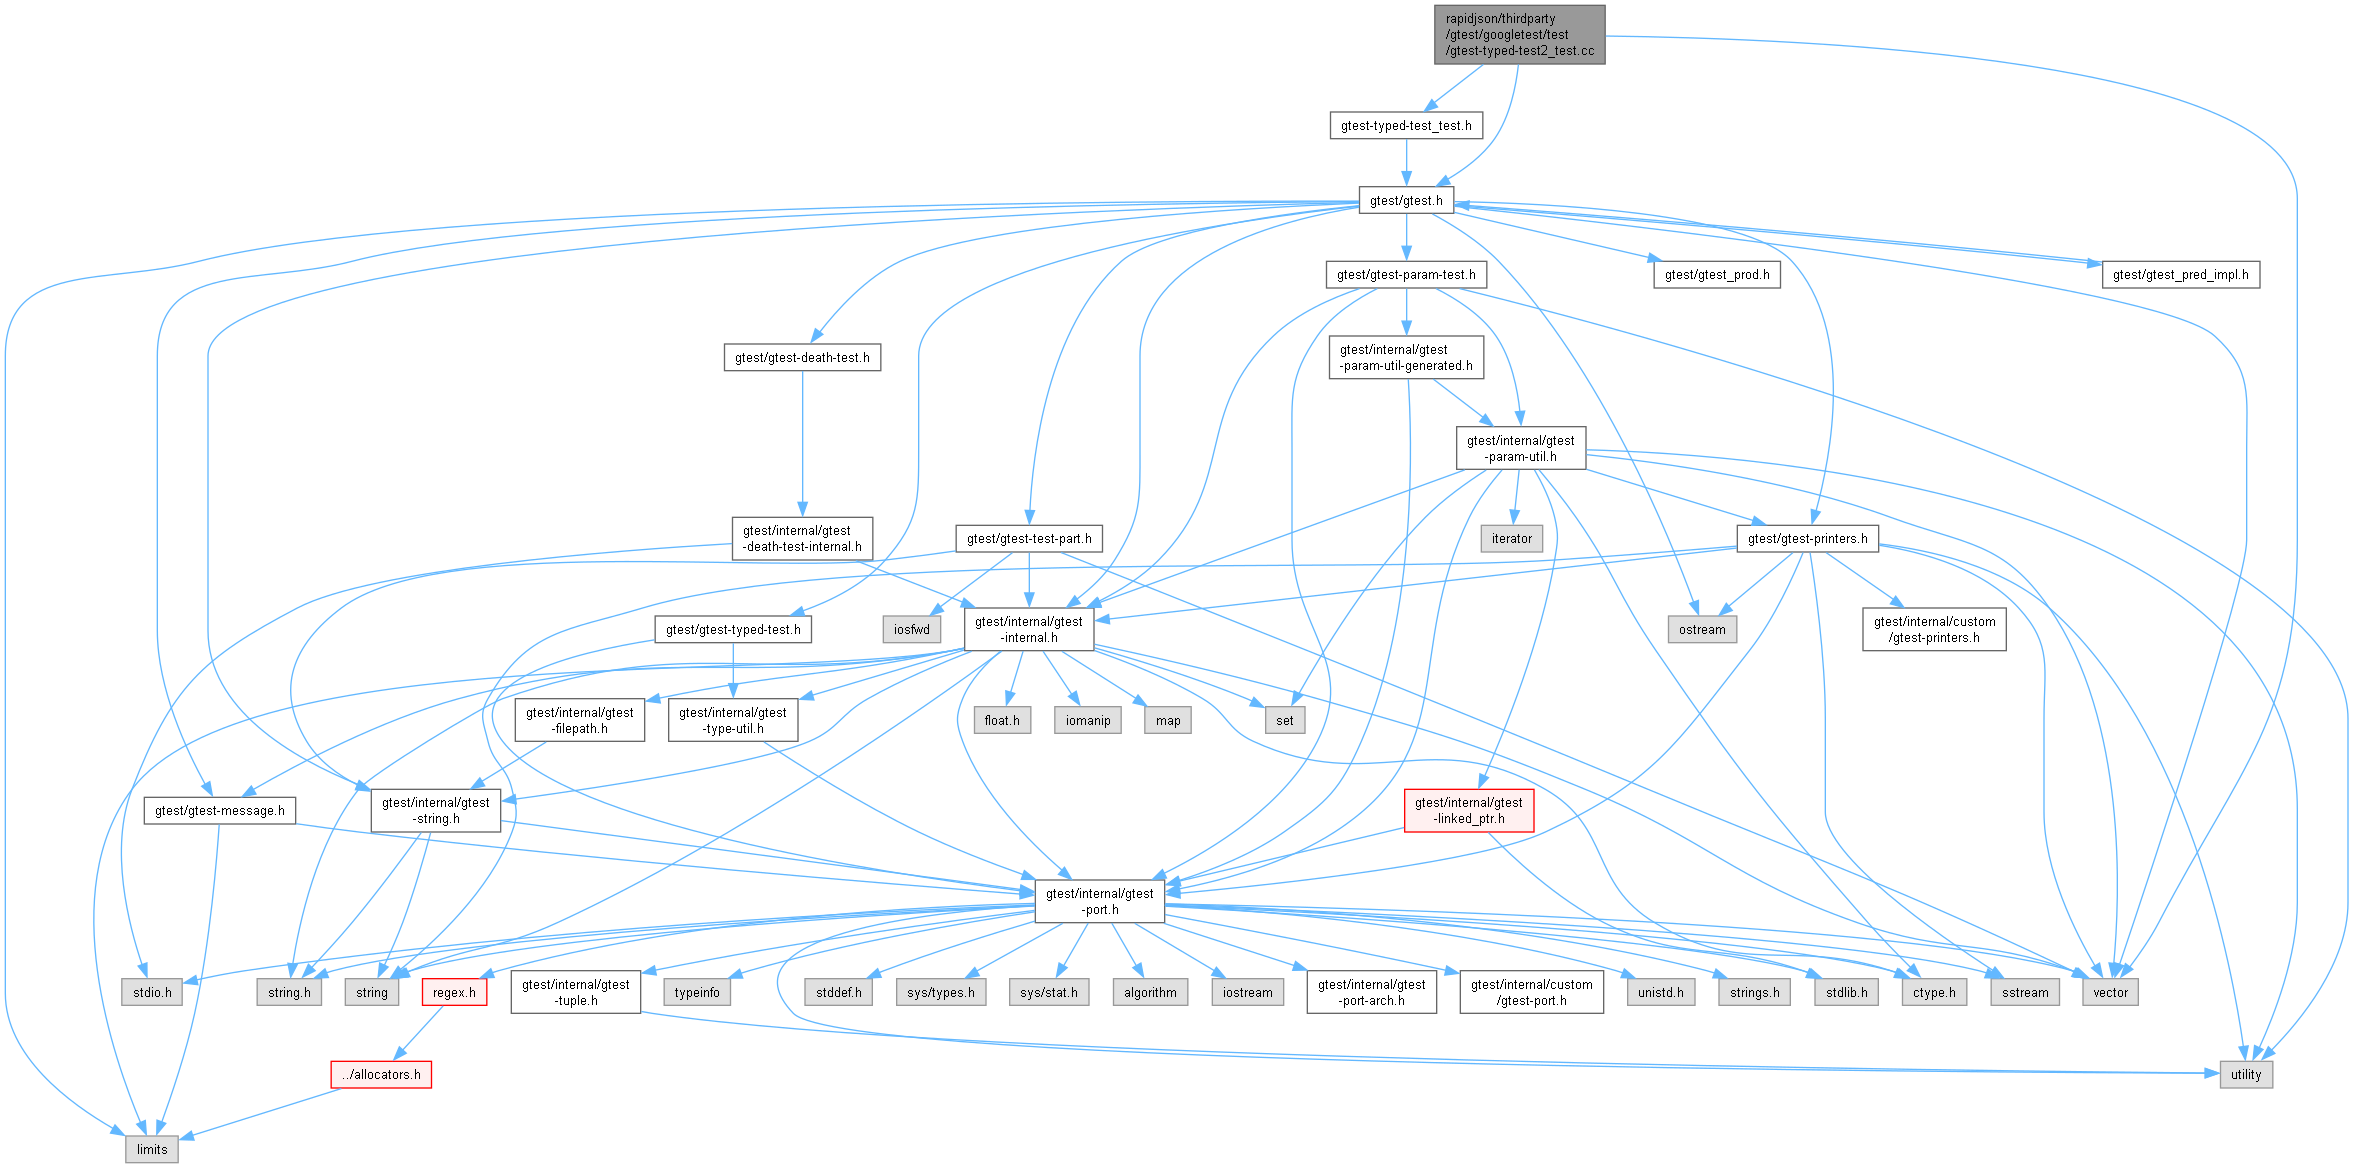 rapidjson/thirdparty
/gtest/googletest/test
/gtest-typed-test2_test.cc
gtest-typed-test_test.h
gtest/gtest.h
gtest/gtest-param-test.h
gtest/gtest_prod.h
gtest/gtest_pred_impl.h
gtest/gtest-death-test.h
gtest/internal/gtest
-param-util-generated.h
gtest/internal/gtest
-param-util.h
gtest/internal/gtest
-death-test-internal.h
gtest/gtest-test-part.h
iterator
gtest/gtest-printers.h
gtest/gtest-typed-test.h
iosfwd
gtest/internal/gtest
-internal.h
ostream
gtest/internal/custom
/gtest-printers.h
gtest/internal/gtest
-filepath.h
gtest/internal/gtest
-type-util.h
float.h
iomanip
map
set
gtest/gtest-message.h
gtest/internal/gtest
-string.h
gtest/internal/gtest
-linked_ptr.h
gtest/internal/gtest
-port.h
stdio.h
string.h
string
regex.h
gtest/internal/gtest
-tuple.h
typeinfo
stddef.h
sys/types.h
sys/stat.h
algorithm
iostream
gtest/internal/gtest
-port-arch.h
gtest/internal/custom
/gtest-port.h
unistd.h
strings.h
stdlib.h
ctype.h
sstream
vector
../allocators.h
utility
limits